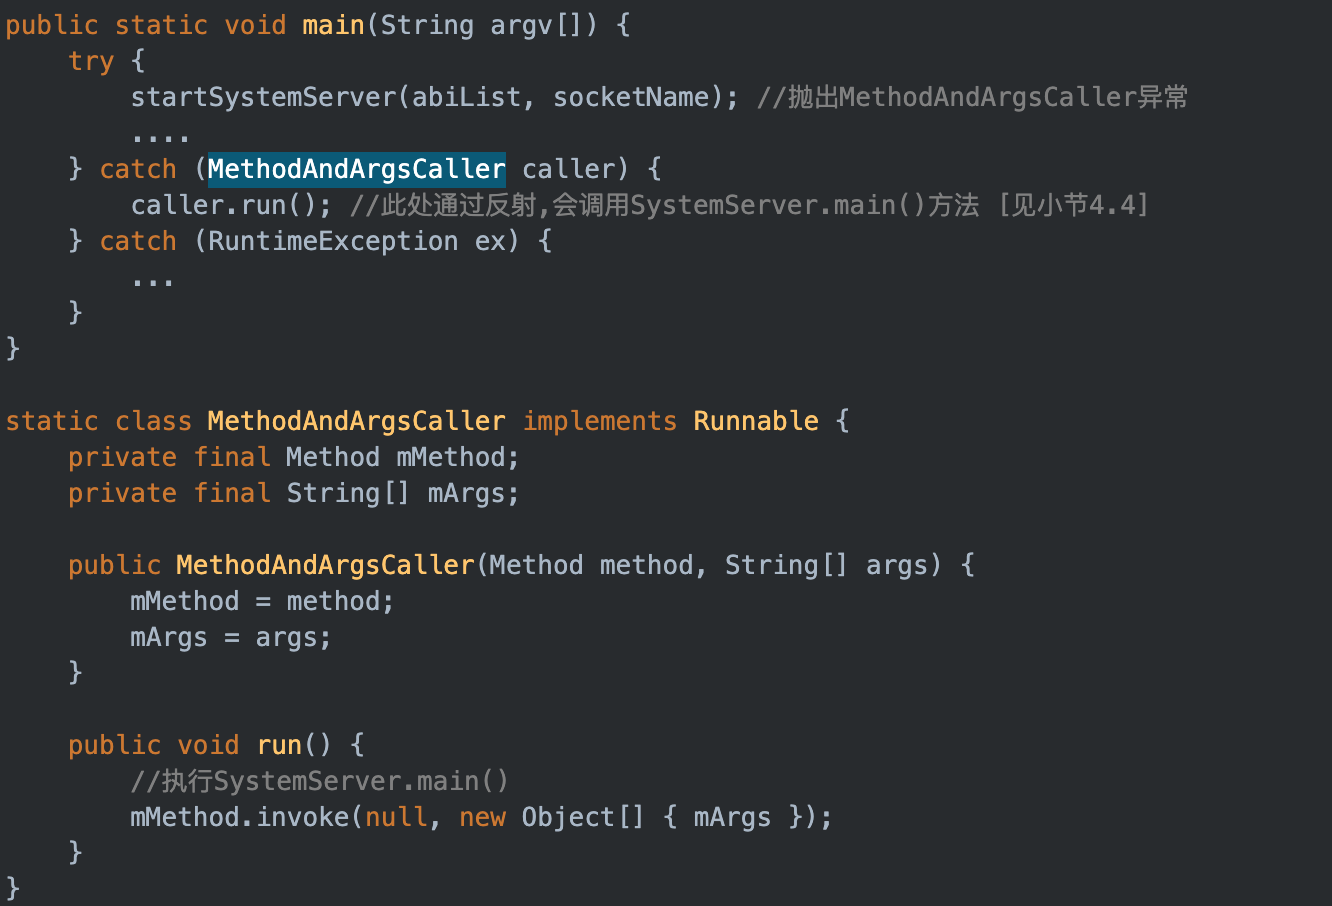 public static void main(String argv[]) {
    try {
        startSystemServer(abiList, socketName); //抛出MethodAndArgsCaller异常
        ....
    } catch (MethodAndArgsCaller caller) {
        caller.run(); //此处通过反射,会调用SystemServer.main()方法 [见小节4.4]
    } catch (RuntimeException ex) {
        ...
    }
}

static class MethodAndArgsCaller implements Runnable {
    private final Method mMethod;
    private final String[] mArgs;

    public MethodAndArgsCaller(Method method, String[] args) {
        mMethod = method;
        mArgs = args;
    }

    public void run() {
        //执行SystemServer.main()
        mMethod.invoke(null, new Object[] { mArgs });
    }
}